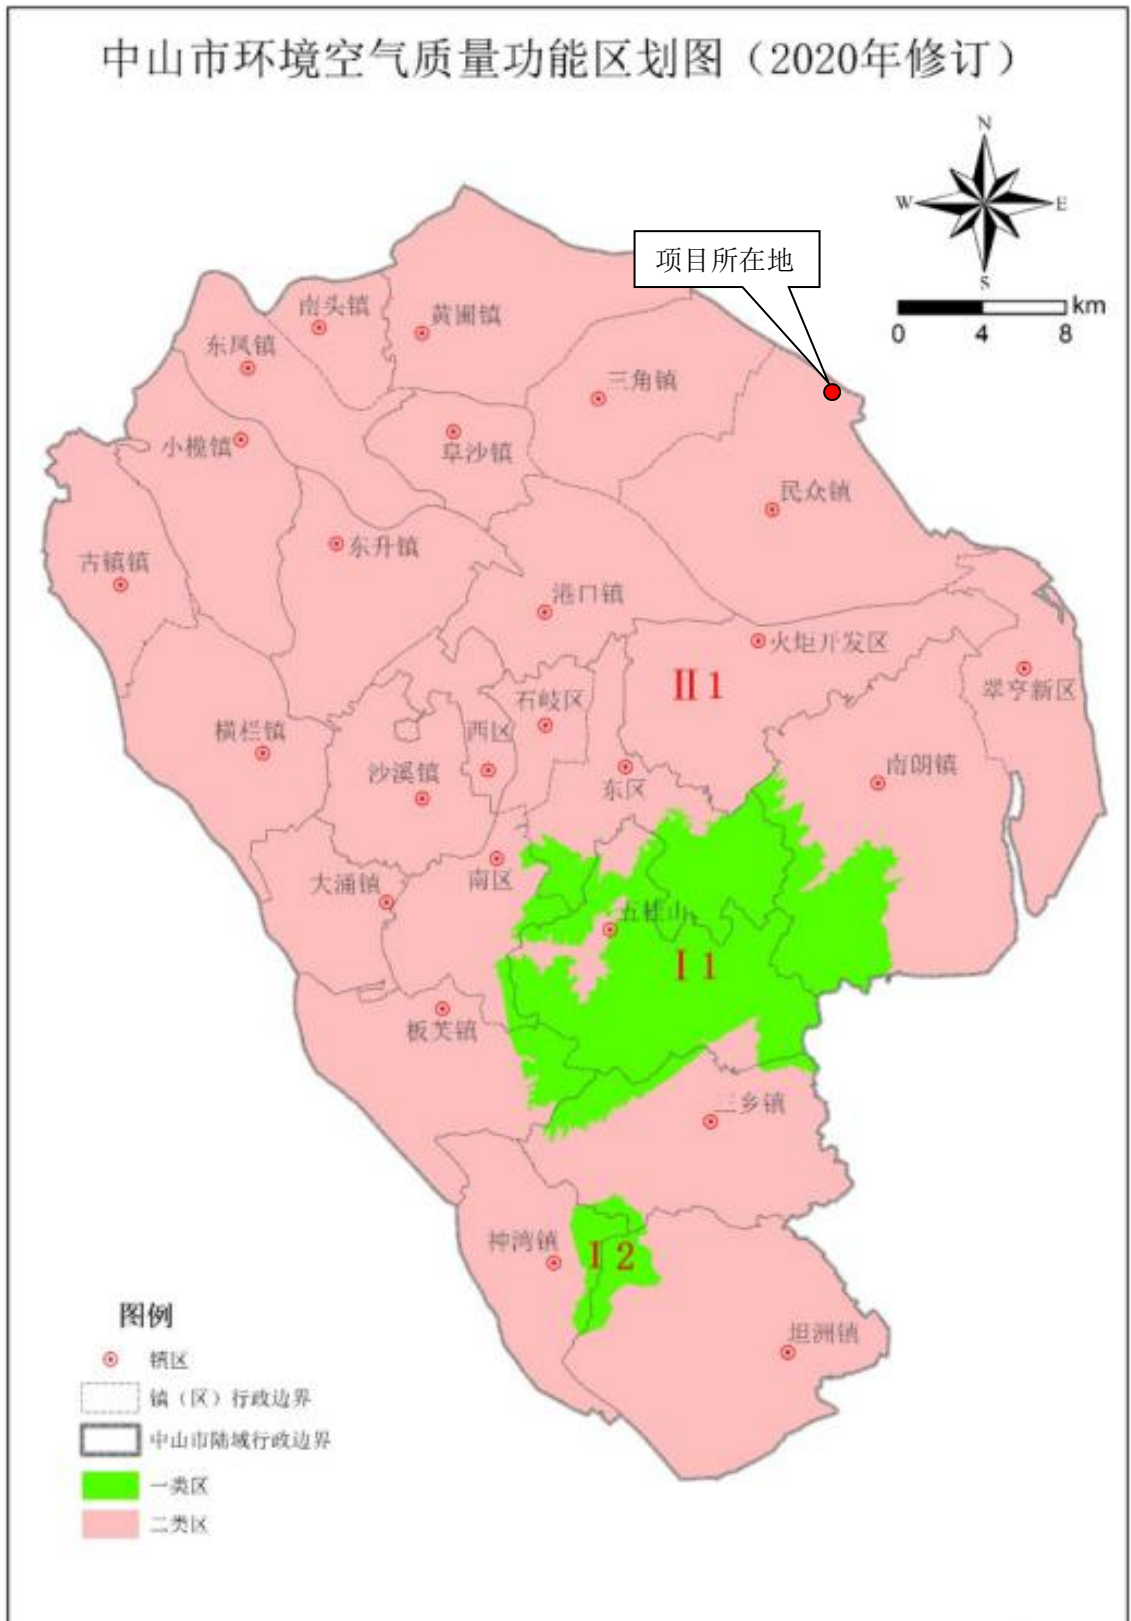 中山市环境空气质量功能区划图（2020年修订）
N
W
E
S
项目所在地
km
0
4
8
南头镇
黄圃镇
东凤镇
三角镇
小榄镇
阜沙镇
民众镇
东升镇
古镇镇
港口镇
火炬开发区
II 1
翠亨新区
石岐区
横栏镇
西区
南朗镇
沙溪镇
东区
大涌镇
南区
五桂山
I 1
板芙镇
三乡镇
神湾镇
I 2
坦洲镇
图例
镇区
镇（区）行政边界
中山市陆域行政边界
一类区
二类区